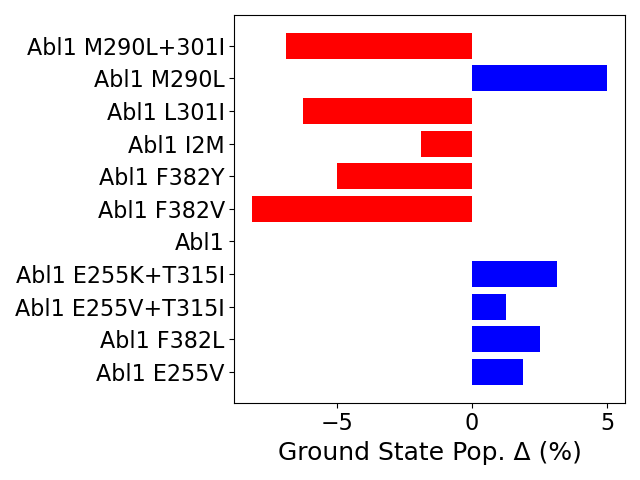 Abl1 M290L+301I
Abl1 M290L
Abl1 L301I
Abl1 I2M
Abl1 F382Y
Abl1 F382V
Abl1
Abl1 E255K+T315I
Abl1 E255V+T315I
Abl1 F382L
Abl1 E255V
−5 0 5
Ground State Pop. Δ (%)